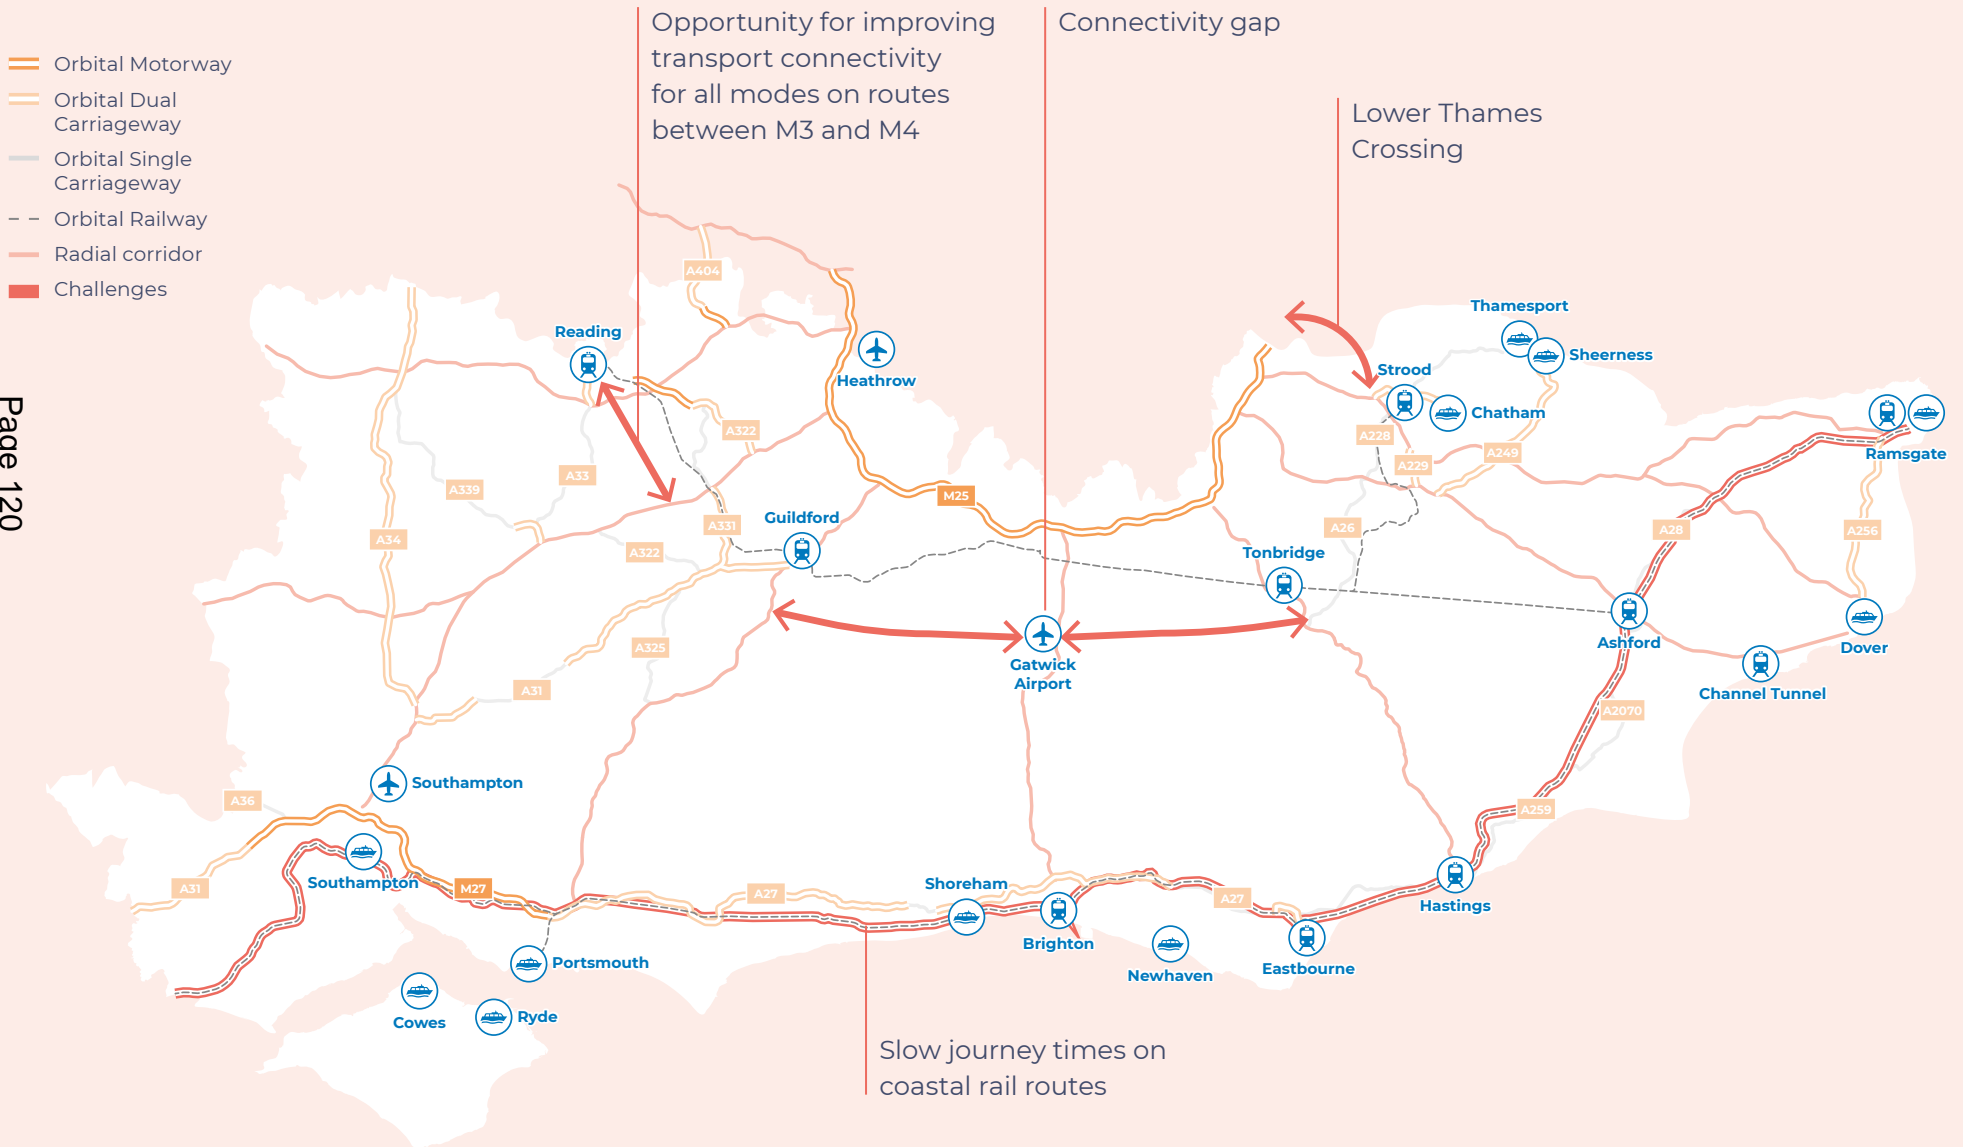 Opportunity for improving
transport connectivity
for all modes on routes
between M3 and M4
Connectivity gap
Lower Thames
Crossing
Orbital Motorway
Orbital Dual
Carriageway
Orbital Single
Carriageway
Orbital Railway
Radial corridor
Challenges
Page 120
A404
Reading
Heathrow
Thamesport
Sheerness
Strood
Chatham
A322
A228
A229
A249
Ramsgate
A33
A339
M25
A34
A331
Guildford
A322
A26
Tonbridge
A28
A256
A325
Gatwick
Airport
Ashford
Dover
Channel Tunnel
A31
A2070
Southampton
A36
A259
Southampton
A31
M27
A27
Shoreham
A27
Hastings
Brighton
Newhaven
Eastbourne
Portsmouth
Cowes
Ryde
Slow journey times on
coastal rail routes